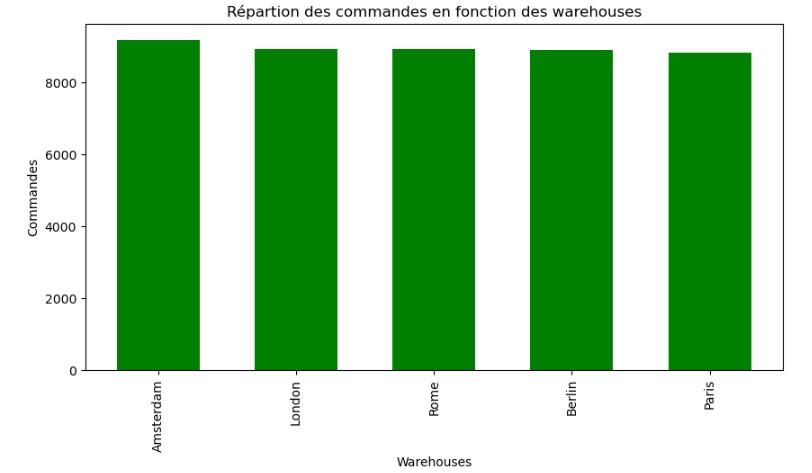 Répartion des commandes en fonction des warehouses
8000
6000
4000
2000
0
Commandes
Amsterdam
London
Rome
Berlin
Paris
Warehouses